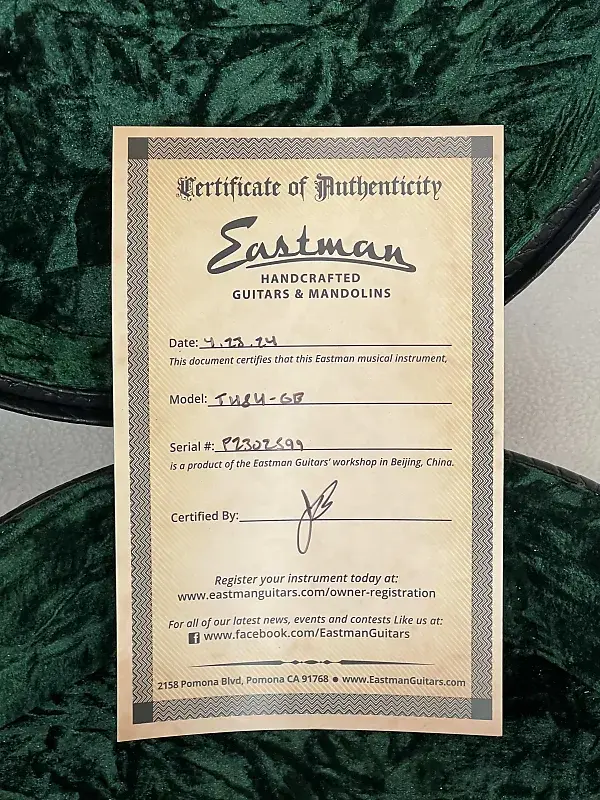 Certificate of Authenticity
Eastman
HANDCRAFTED
GUITARS & MANDOLINS
Date: 4.23.24
This document certifies that this Eastman musical instrument,
Model: T484-GB
Serial #: P2302599
is a product of the Eastman Guitars' workshop in Beijing, China.
Certified By: JB
Register your instrument today at:
www.eastmanguitars.com/owner-registration
For all of our latest news, events and contests Like us at:
f www.facebook.com/EastmanGuitars
2158 Pomona Blvd, Pomona CA 91768 ● www.EastmanGuitars.com